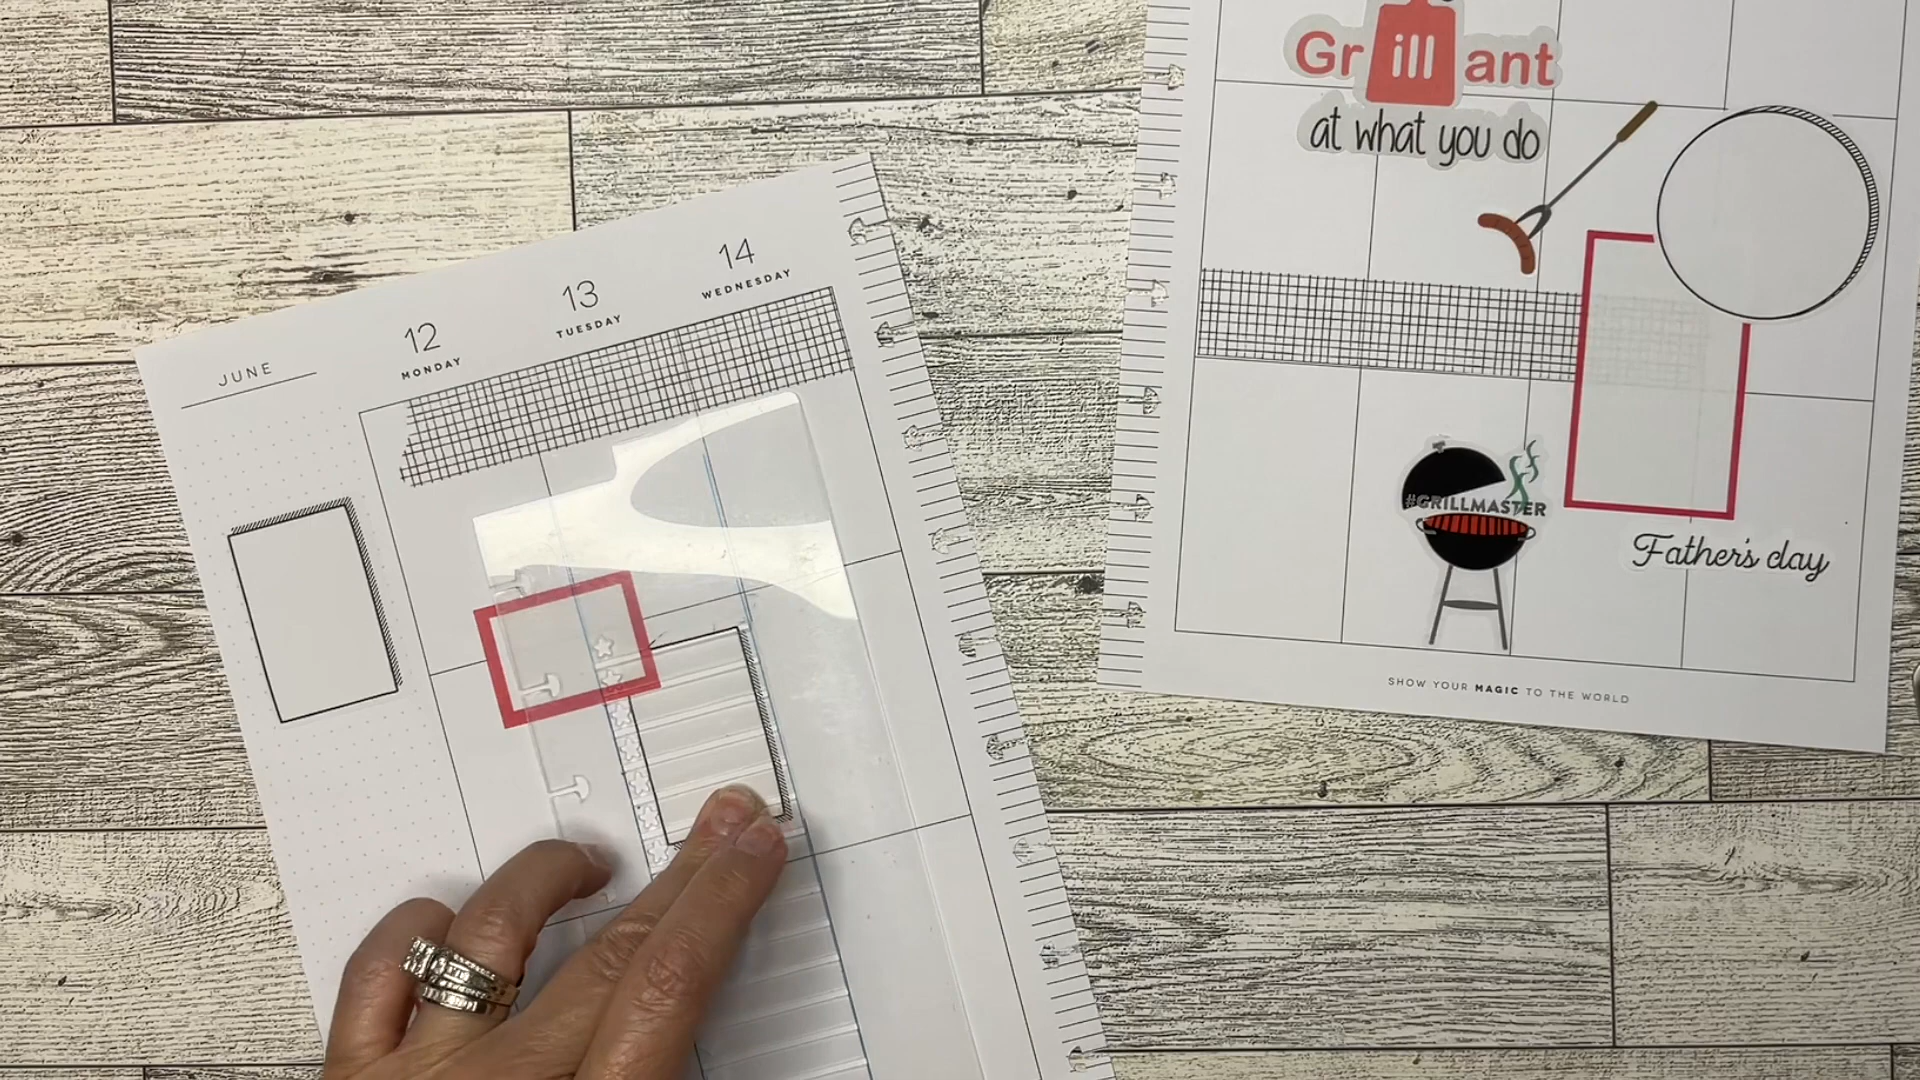 JUNE
12
MONDAY
13
TUESDAY
14
WEDNESDAY
Grillant
at what you do
#GRILLMASTER
Father's day
SHOW YOUR MAGIC TO THE WORLD